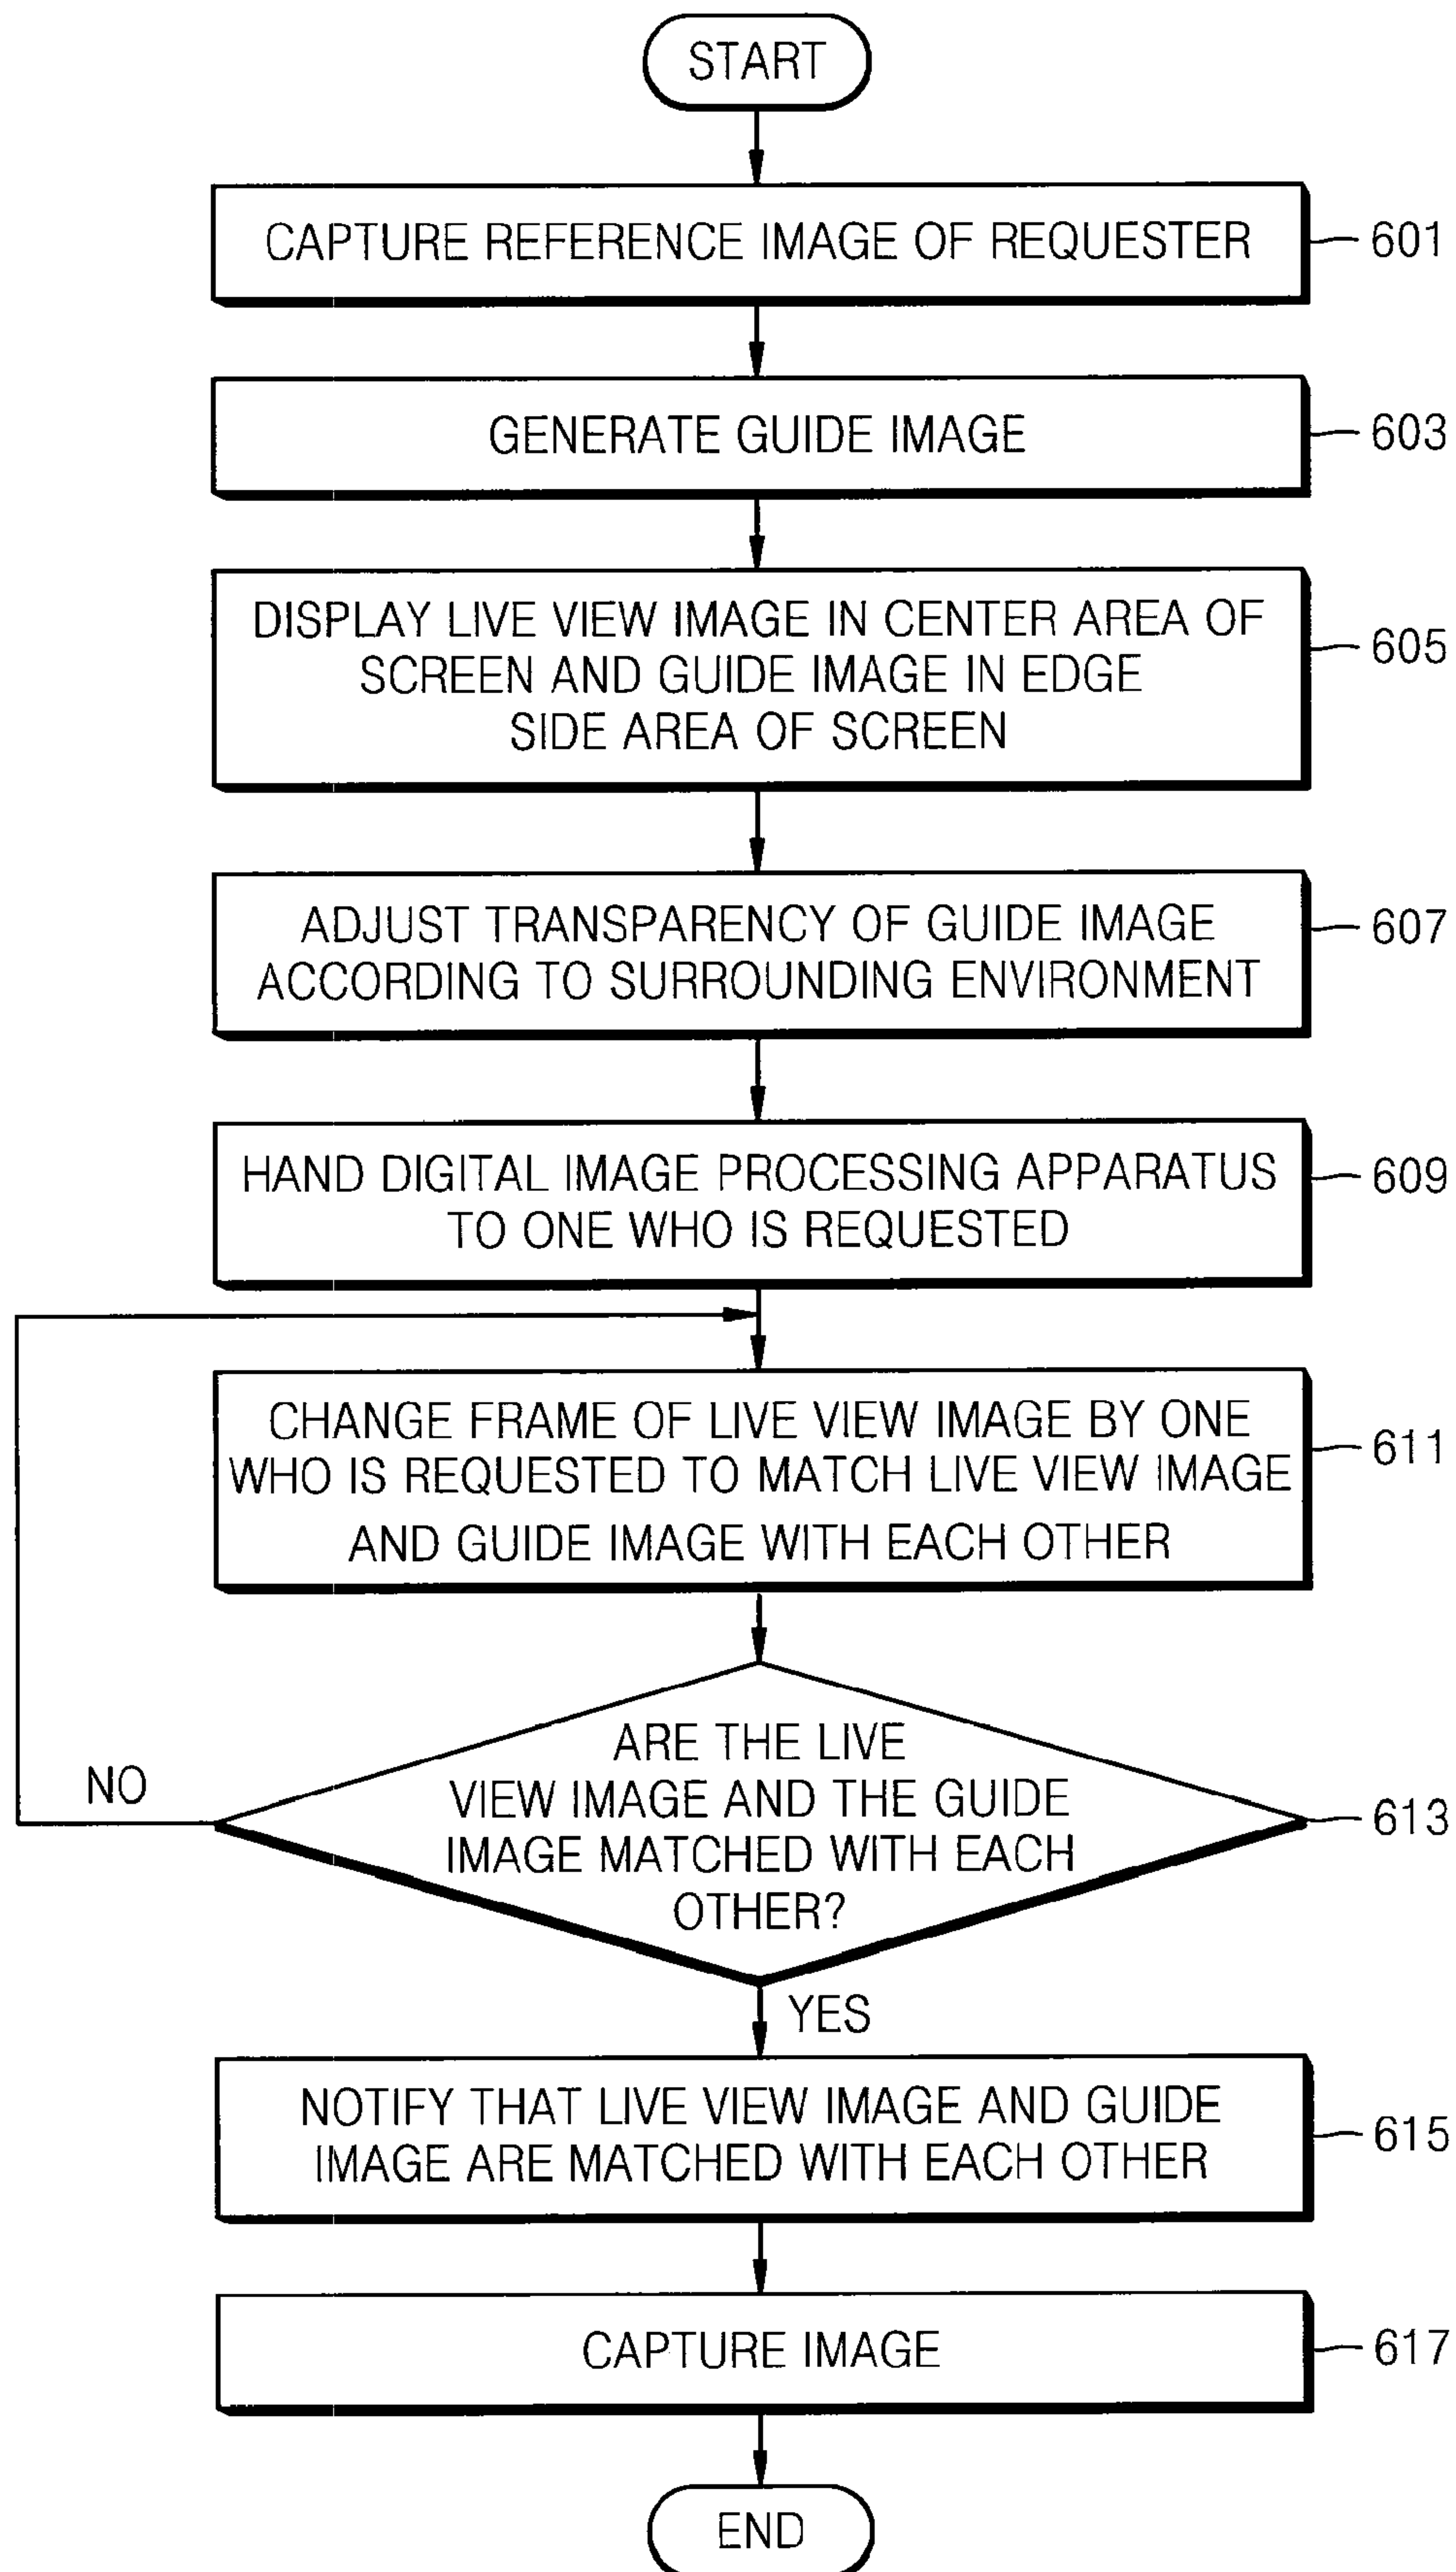 START
CAPTURE REFERENCE IMAGE OF REQUESTER
601
GENERATE GUIDE IMAGE
603
DISPLAY LIVE VIEW IMAGE IN CENTER AREA OF
SCREEN AND GUIDE IMAGE IN EDGE
SIDE AREA OF SCREEN
605
ADJUST TRANSPARENCY OF GUIDE IMAGE
ACCORDING TO SURROUNDING ENVIRONMENT
607
HAND DIGITAL IMAGE PROCESSING APPARATUS
TO ONE WHO IS REQUESTED
609
CHANGE FRAME OF LIVE VIEW IMAGE BY ONE
WHO IS REQUESTED TO MATCH LIVE VIEW IMAGE
AND GUIDE IMAGE WITH EACH OTHER
611
ARE THE LIVE
VIEW IMAGE AND THE GUIDE
IMAGE MATCHED WITH EACH
OTHER?
613
NO
YES
NOTIFY THAT LIVE VIEW IMAGE AND GUIDE
IMAGE ARE MATCHED WITH EACH OTHER
615
CAPTURE IMAGE
617
END